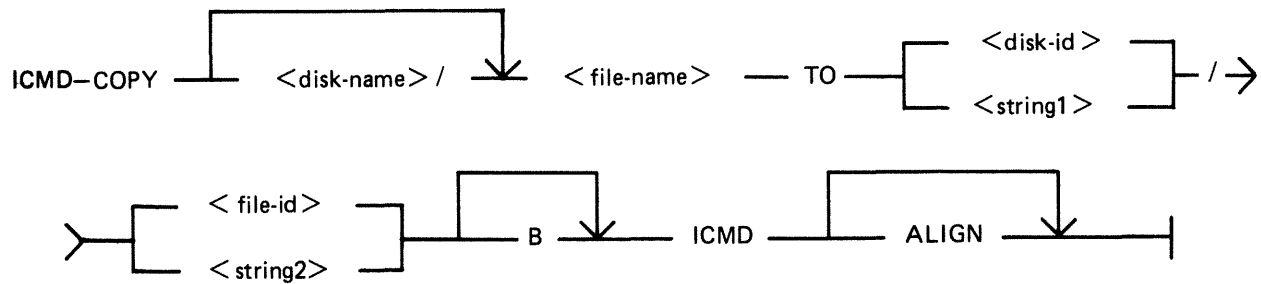 ICMD–COPY <disk-name> / <file-name> TO <disk-id> /
<string1>
<file-id> B ICMD ALIGN
<string2>